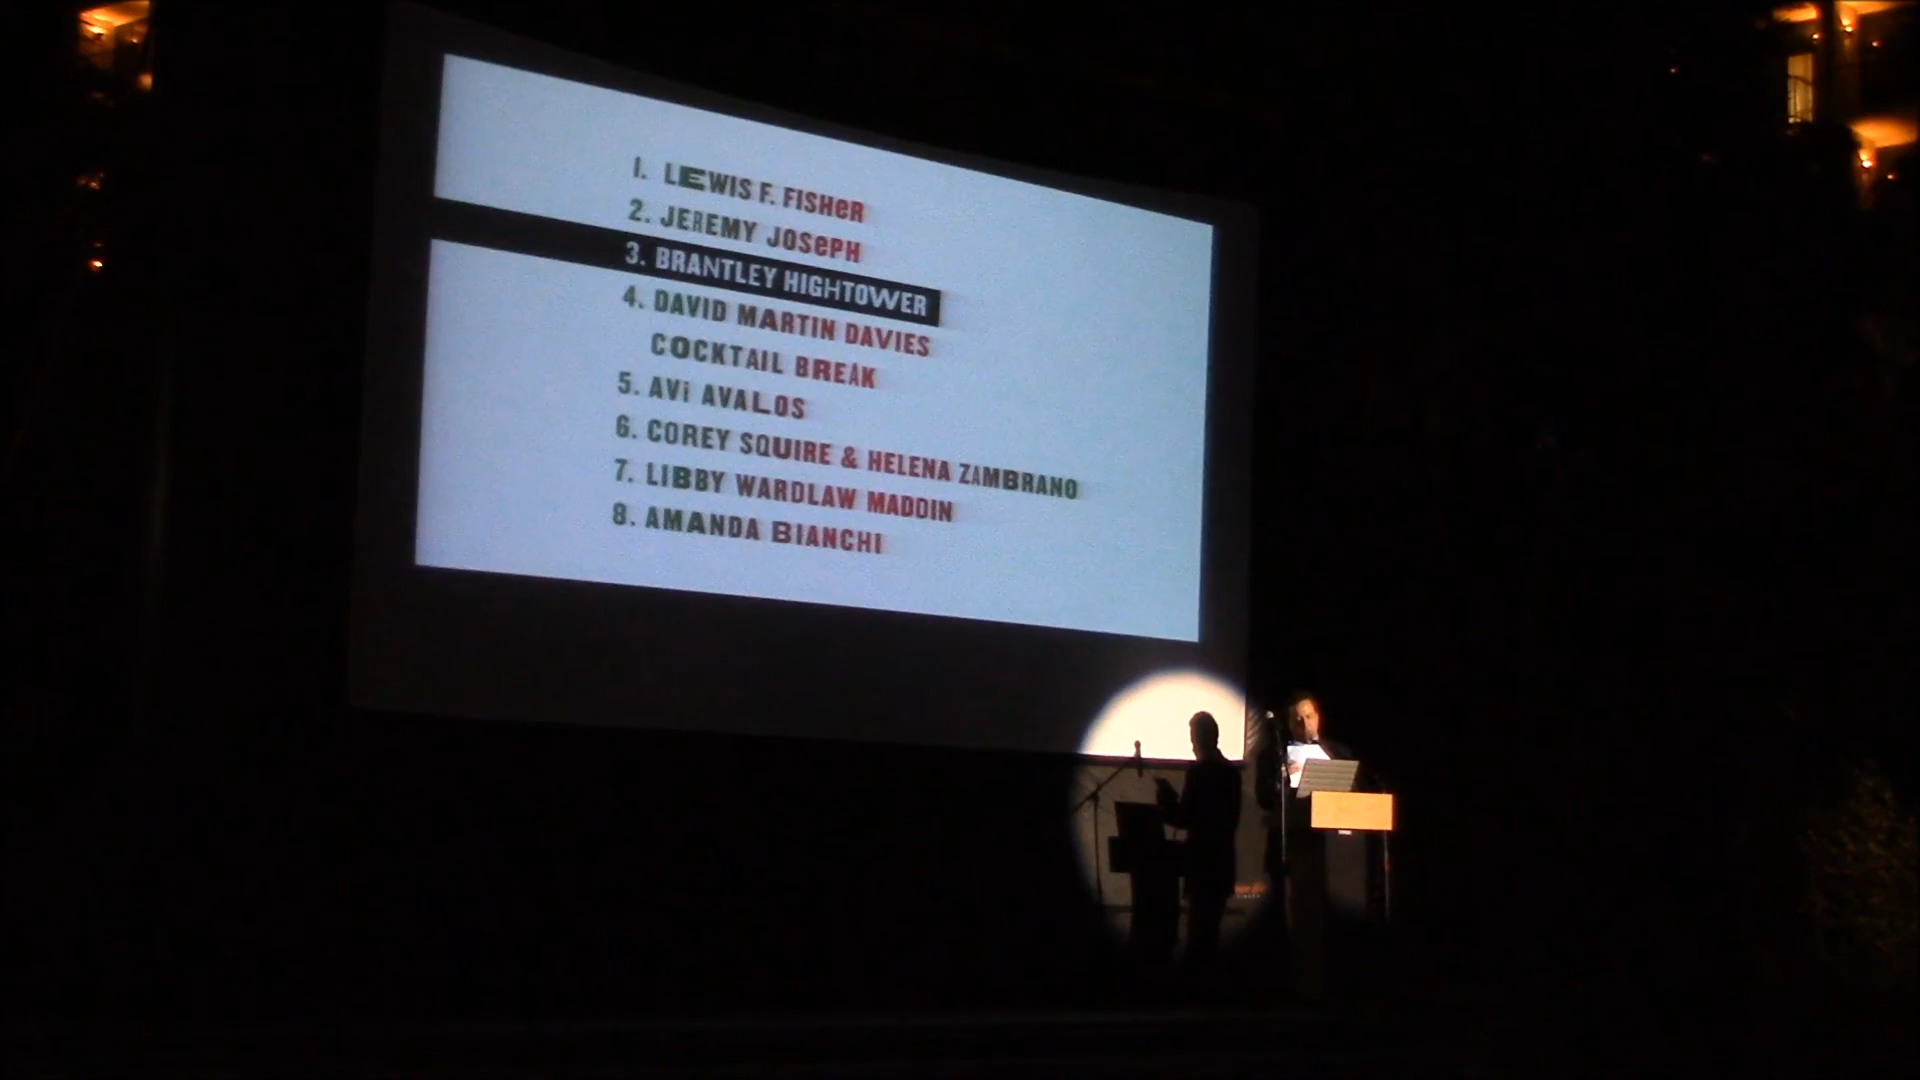 1. LEWIS F. FISHeR
2. JEREMY JOSePH
3. BRANTLEY HIGHTOWER
4. DAVID MARTIN DAVIES
COCKTAIL BREAK
5. AVi AVALOS
6. COREY SQUIRE & HELENA ZAMBRANO
7. LIBBY WARDLAW MADDIN
8. AMANDA BIANCHI